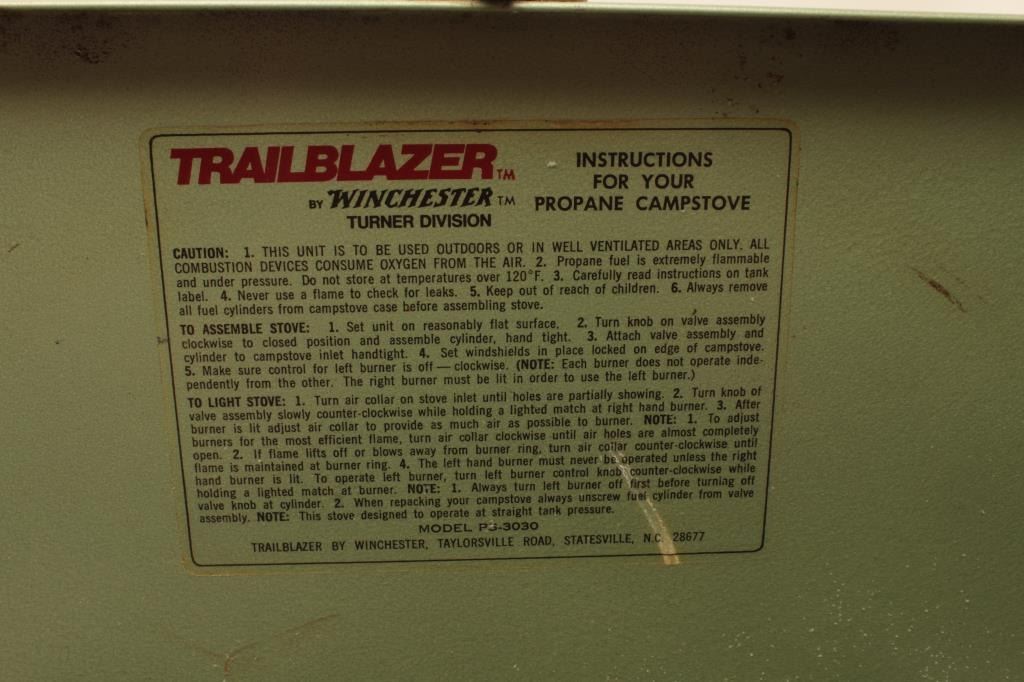 TRAILBLAZER™
BY WINCHESTER™
TURNER DIVISION
INSTRUCTIONS
FOR YOUR
PROPANE CAMPSTOVE
CAUTION: 1. THIS UNIT IS TO BE USED OUTDOORS OR IN WELL VENTILATED AREAS ONLY. ALL
COMBUSTION DEVICES CONSUME OXYGEN FROM THE AIR. 2. Propane fuel is extremely flammable
and under pressure. Do not store at temperatures over 120°F. 3. Carefully read instructions on tank
label. 4. Never use a flame to check for leaks. 5. Keep out of reach of children. 6. Always remove
all fuel cylinders from campstove case before assembling stove.
TO ASSEMBLE STOVE: 1. Set unit on reasonably flat surface. 2. Turn knob on valve assembly
clockwise to closed position and assemble cylinder, hand tight. 3. Attach valve assembly and
cylinder to campstove inlet handtight. 4. Set windshields in place locked on edge of campstove.
5. Make sure control for left burner is off — clockwise. (NOTE: Each burner does not operate inde-
pendently from the other. The right burner must be lit in order to use the left burner.)
TO LIGHT STOVE: 1. Turn air collar on stove inlet until holes are partially showing. 2. Turn knob of
valve assembly slowly counter-clockwise while holding a lighted match at right hand burner. 3. After
burner is lit adjust air collar to provide as much air as possible to burner. NOTE: 1. To adjust
burners for the most efficient flame, turn air collar clockwise until air holes are almost completely
open. 2. If flame lifts off or blows away from burner ring, turn air collar counter-clockwise until
flame is maintained at burner ring. 4. The left hand burner must never be operated unless the right
hand burner is lit. To operate left burner, turn left burner control knob counter-clockwise while
holding a lighted match at burner. NOTE: 1. Always turn left burner off first before turning off
valve knob at cylinder. 2. When repacking your campstove always unscrew fuel cylinder from valve
assembly. NOTE: This stove designed to operate at straight tank pressure.
MODEL PS-3030
TRAILBLAZER BY WINCHESTER, TAYLORSVILLE ROAD, STATESVILLE, N.C. 28677